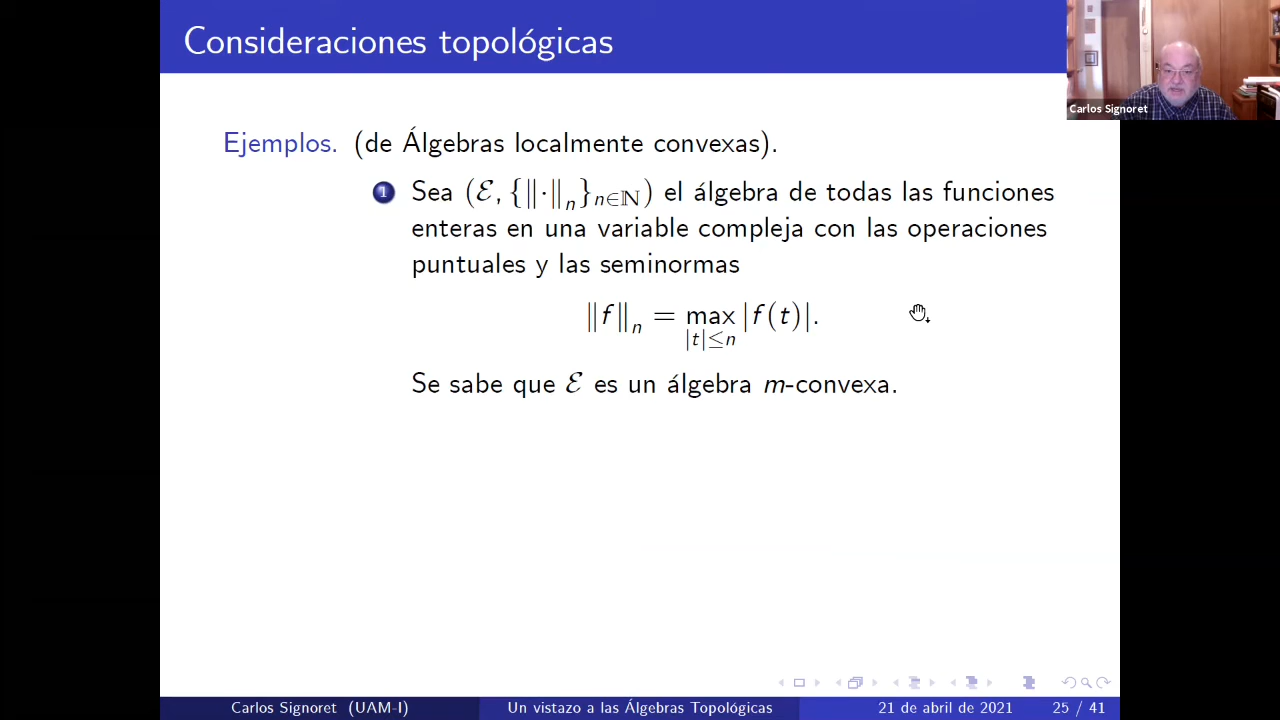 Consideraciones topológicas
Carlos Signoret
Ejemplos. (de Álgebras localmente convexas).
1 Sea (ℰ, {‖·‖ₙ}ₙ∈ℕ) el álgebra de todas las funciones
enteras en una variable compleja con las operaciones
puntuales y las seminormas
‖f‖ₙ = max |f(t)|.
|t|≤n
Se sabe que ℰ es un álgebra m-convexa.
Carlos Signoret (UAM-I) Un vistazo a las Álgebras Topológicas 21 de abril de 2021 25 / 41